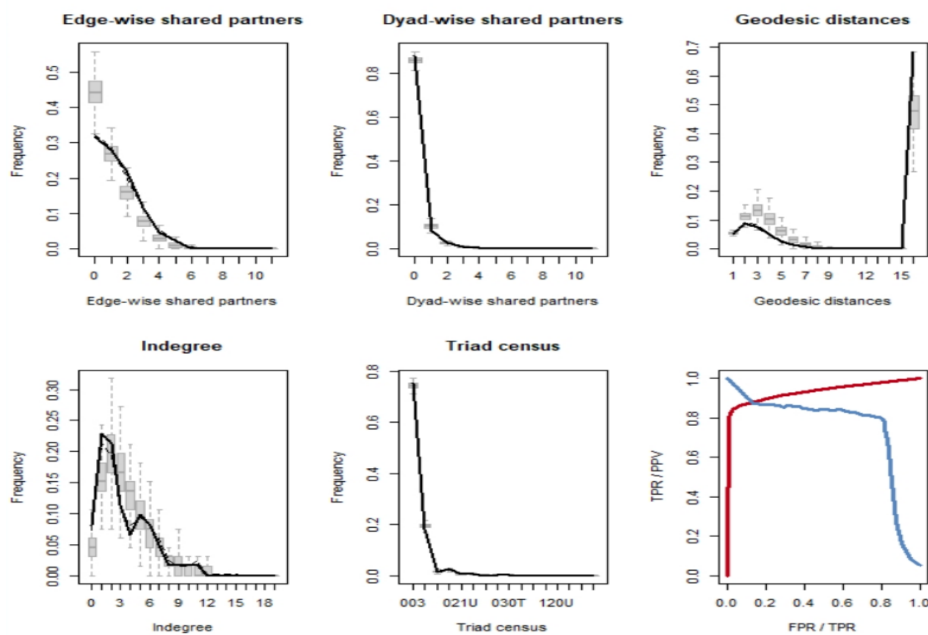 Edge-wise shared partners
Frequency
0.0 0.1 0.2 0.3 0.4 0.5
0 2 4 6 8 10
Edge-wise shared partners
Dyad-wise shared partners
Frequency
0.0 0.2 0.4 0.6 0.8
0 2 4 6 8 10
Dyad-wise shared partners
Geodesic distances
Frequency
0.0 0.1 0.2 0.3 0.4 0.5 0.6 0.7
1 3 5 7 9 12 15
Geodesic distances
Indegree
Frequency
0.00 0.05 0.10 0.15 0.20 0.25 0.30
0 3 6 9 12 15 18
Indegree
Triad census
Frequency
0.0 0.2 0.4 0.6 0.8
003 021U 030T 120U
Triad census
TPR / PPV
0.0 0.2 0.4 0.6 0.8 1.0
0.0 0.2 0.4 0.6 0.8 1.0
FPR / TPR